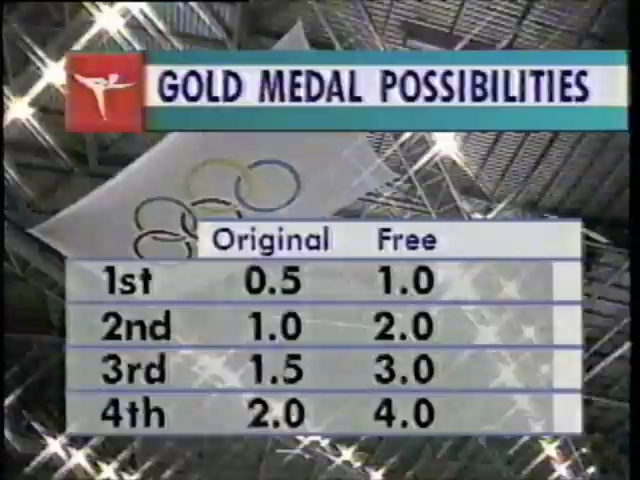 GOLD MEDAL POSSIBILITIES
Original Free
1st 0.5 1.0
2nd 1.0 2.0
3rd 1.5 3.0
4th 2.0 4.0